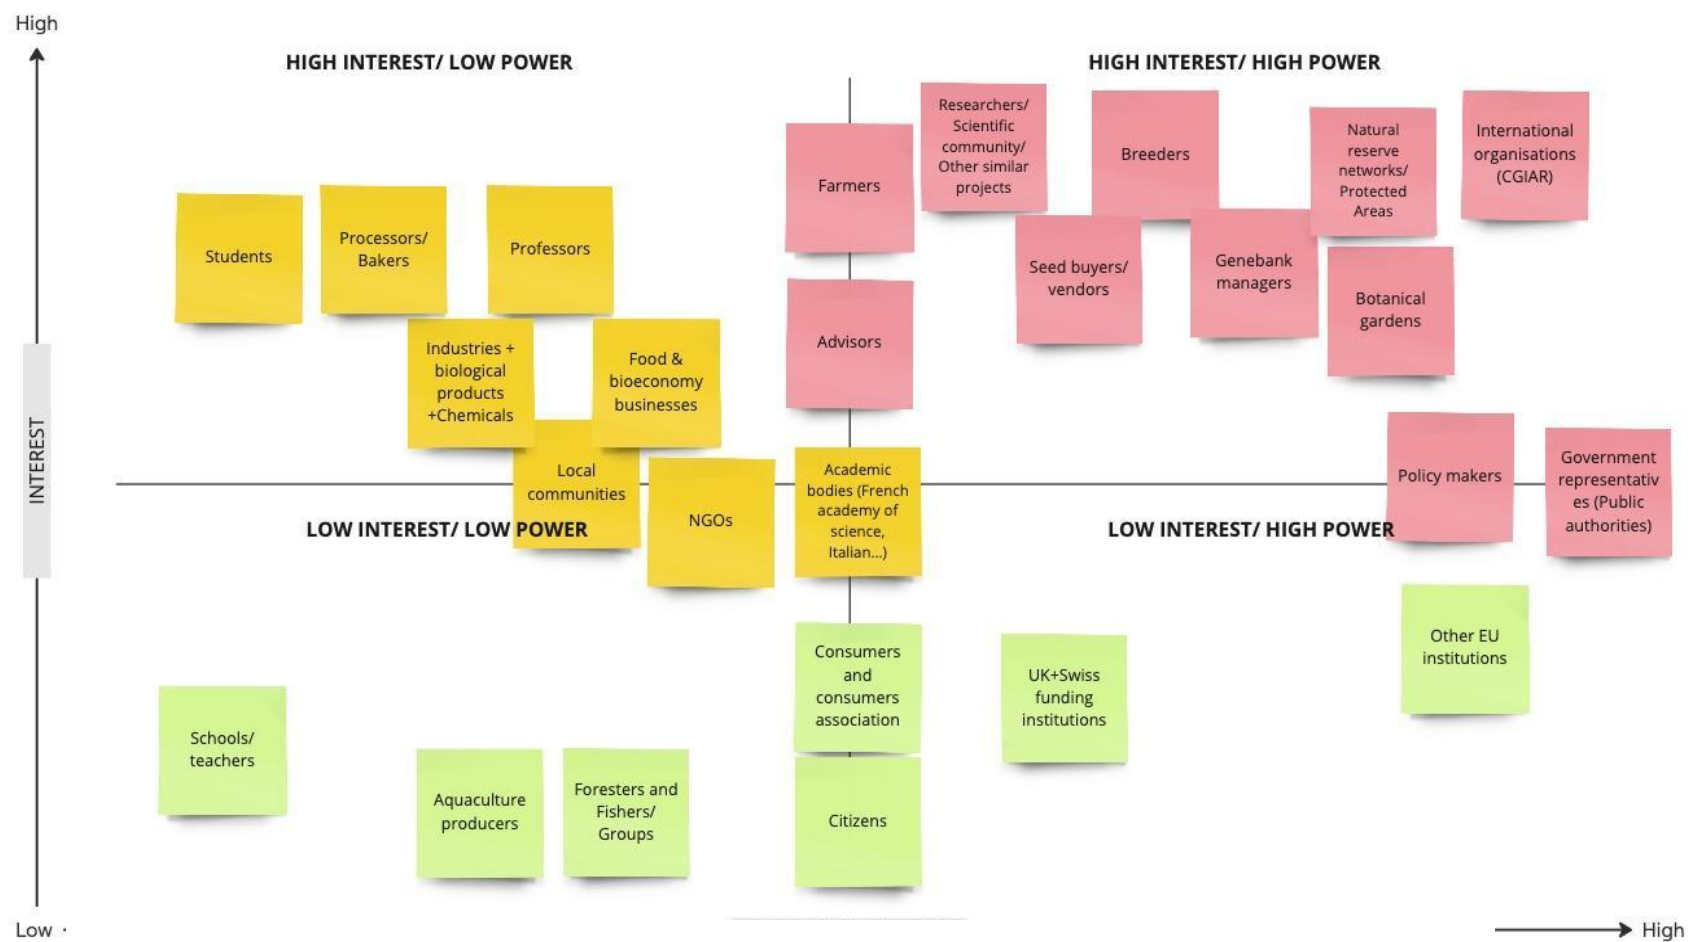 High
HIGH INTEREST/ LOW POWER
HIGH INTEREST/ HIGH POWER
Students
Processors/
Bakers
Professors
Industries +
biological
products
+Chemicals
Food &
bioeconomy
businesses
Local
communities
NGOs
Farmers
Advisors
Academic
bodies (French
academy of
science,
Italian...)
Researchers/
Scientific
community/
Other similar
projects
Breeders
Natural
reserve
networks/
Protected
Areas
International
organisations
(CGIAR)
Seed buyers/
vendors
Genebank
managers
Botanical
gardens
Policy makers
Government
representativ
es (Public
authorities)
INTEREST
LOW INTEREST/ LOW POWER
LOW INTEREST/ HIGH POWER
Schools/
teachers
Aquaculture
producers
Foresters and
Fishers/
Groups
Consumers
and
consumers
association
Citizens
UK+Swiss
funding
institutions
Other EU
institutions
Low
High